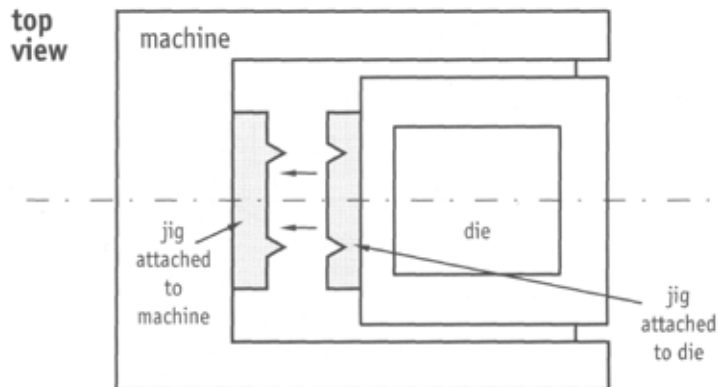 top
view
machine
jig
attached
to
machine
die
jig
attached
to die